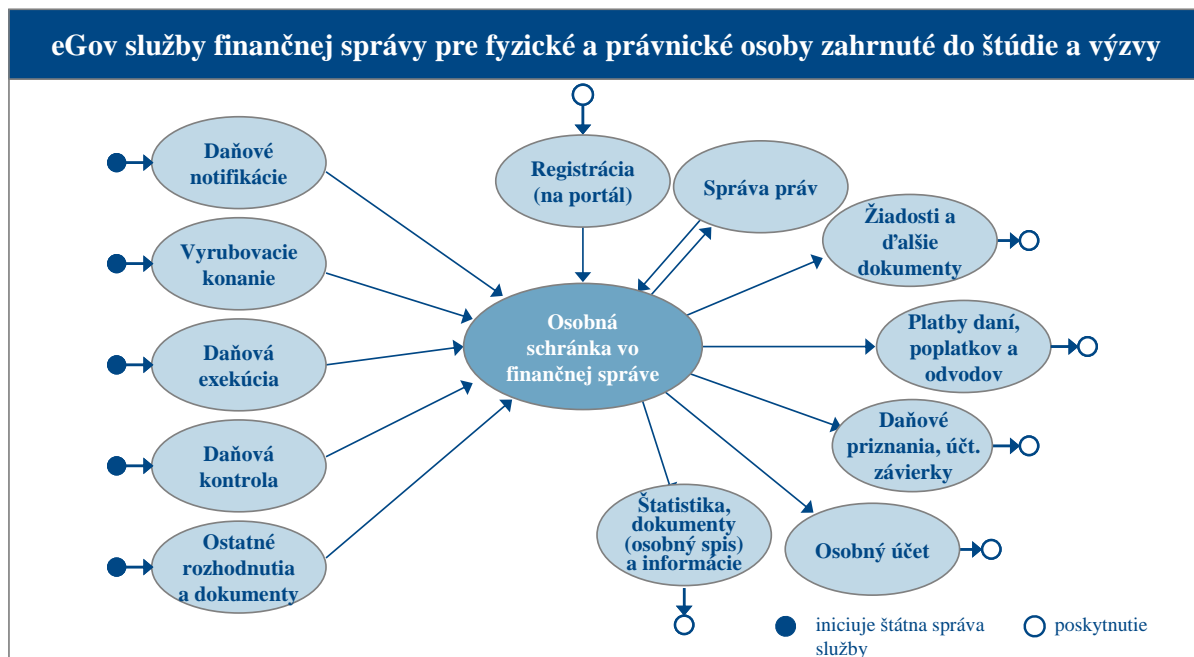 eGov služby finančnej správy pre fyzické a právnické osoby zahrnuté do štúdie a výzvy
Daňové
notifikácie
Vyrubovacie
konanie
Daňová
exekúcia
Daňová
kontrola
Ostatné
rozhodnutia
a dokumenty
Registrácia
(na portál)
Správa práv
Žiadosti a
ďalšie
dokumenty
Osobná
schránka vo
finančnej správe
Platby daní,
poplatkov a
odvodov
Daňové
priznania, účt.
závierky
Osobný účet
Štatistika,
dokumenty
(osobný spis)
a informácie
iniciuje štátna správa
služby
poskytnutie